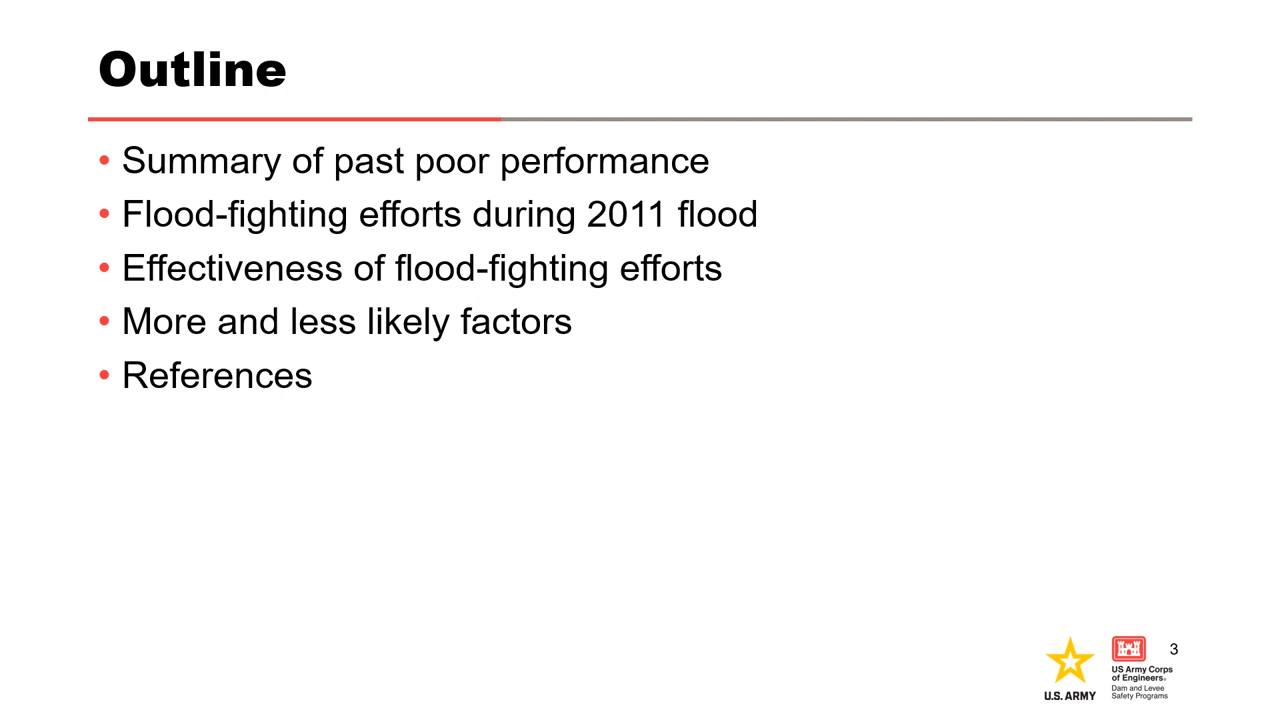 Outline
• Summary of past poor performance
• Flood-fighting efforts during 2011 flood
• Effectiveness of flood-fighting efforts
• More and less likely factors
• References
3
U.S. ARMY
US Army Corps
of Engineers®
Dam and Levee
Safety Programs